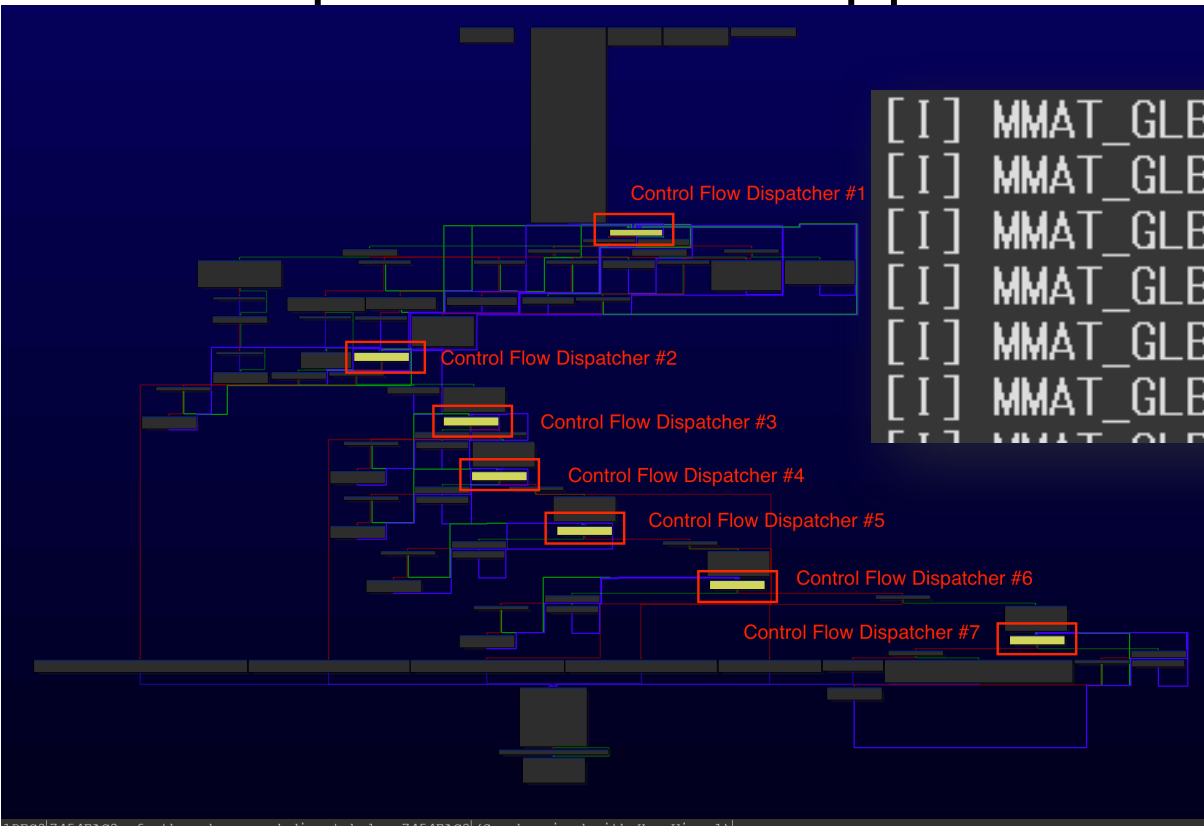 Control Flow Dispatcher #1
[I] MMAT_GLB
[I] MMAT_GLB
[I] MMAT_GLB
[I] MMAT_GLB
[I] MMAT_GLB
[I] MMAT_GLB
Control Flow Dispatcher #2
Control Flow Dispatcher #3
Control Flow Dispatcher #4
Control Flow Dispatcher #5
Control Flow Dispatcher #6
Control Flow Dispatcher #7